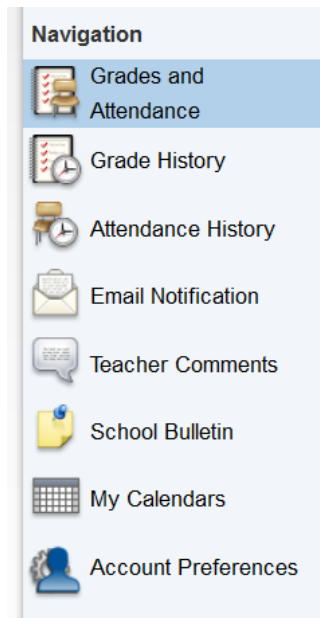 Navigation
Grades and
Attendance
Grade History
Attendance History
Email Notification
Teacher Comments
School Bulletin
My Calendars
Account Preferences